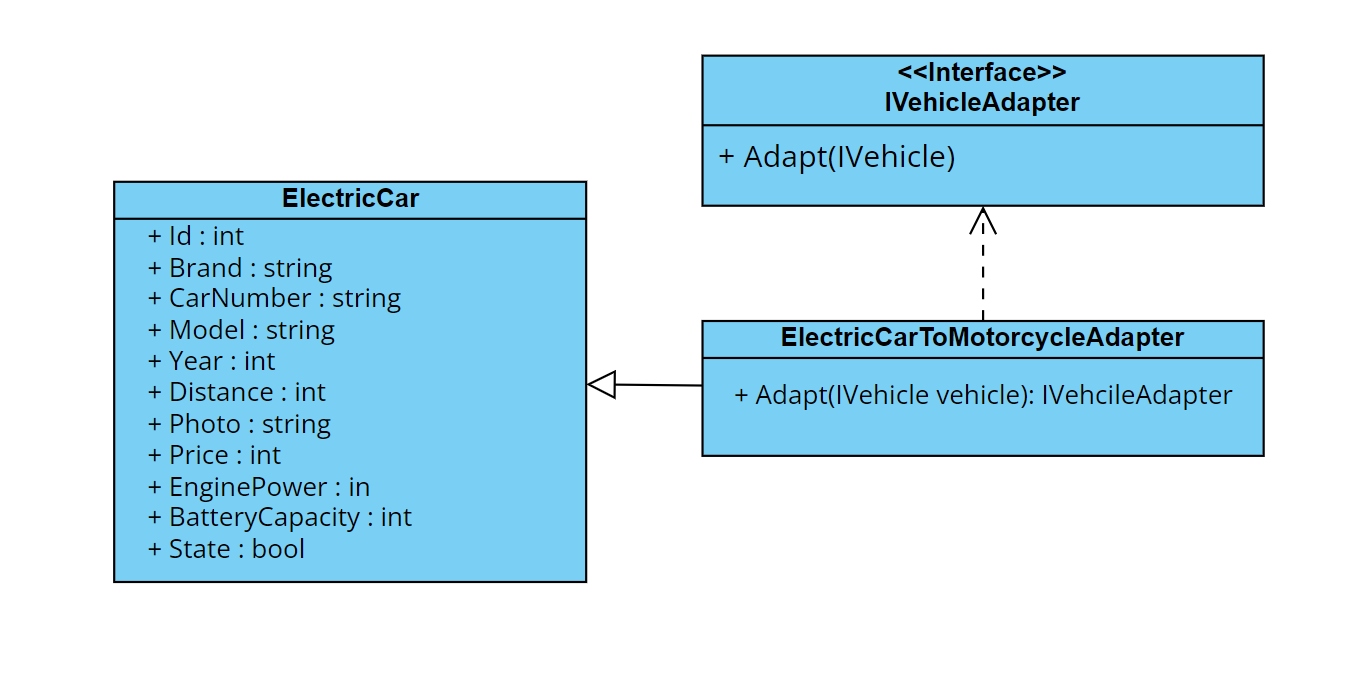 <<Interface>>
IVehicleAdapter
+ Adapt(IVehicle)
ElectricCar
+ Id : int
+ Brand : string
+ CarNumber : string
+ Model : string
+ Year : int
+ Distance : int
+ Photo : string
+ Price : int
+ EnginePower : in
+ BatteryCapacity : int
+ State : bool
ElectricCarToMotorcycleAdapter
+ Adapt(IVehicle vehicle): IVehcileAdapter